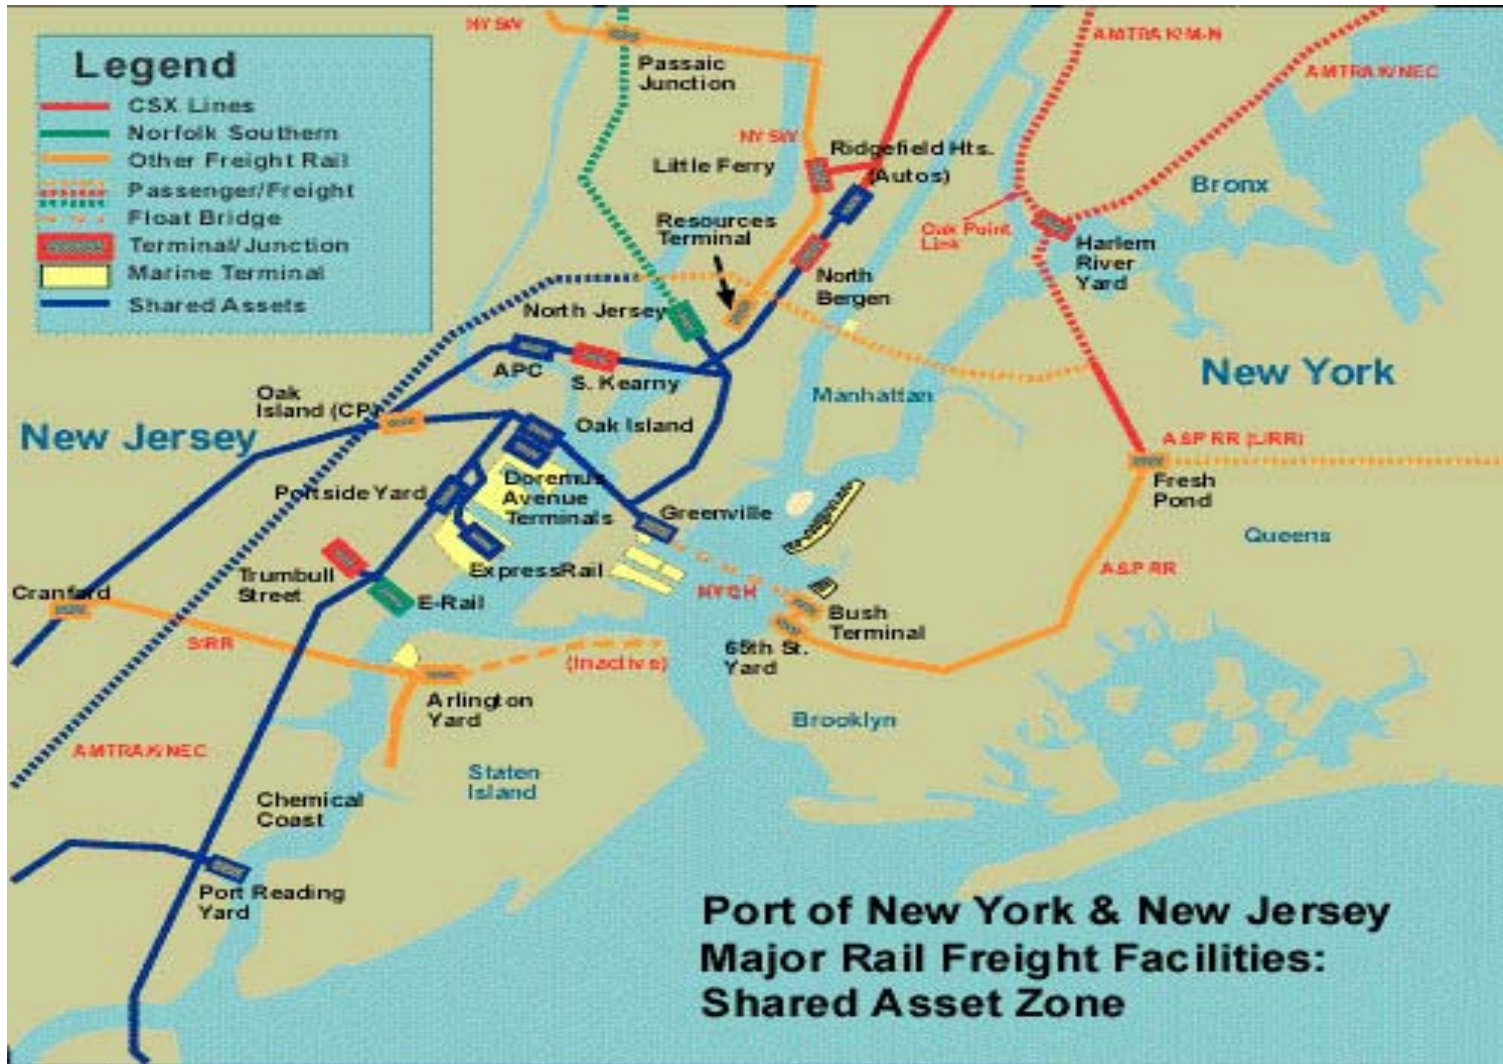 Legend
CSX Lines
Norfolk Southern
Other Freight Rail
Passenger/Freight
Float Bridge
Terminal/Junction
Marine Terminal
Shared Assets
NYSW
Passaic
Junction
AMTRAK/M-N
AMTRAK/NEC
NYSW
Little Ferry
Ridgefield Hts.
(Autos)
Bronx
Resources
Terminal
Oak Point
Link
Harlem
River
Yard
North
Bergen
North Jersey
APC
S. Kearny
Manhattan
New York
Oak
Island (CP)
New Jersey
Oak Island
ASP RR (LIRR)
Fresh
Pond
Portside Yard
Doremus
Avenue
Terminals
Greenville
Queens
ExpressRail
Trumbull
Street
E-Rail
Cranford
NYCH
ASP RR
Bush
Terminal
65th St.
Yard
SIRR
(Inactive)
Arlington
Yard
Brooklyn
AMTRAK/NEC
Staten
Island
Chemical
Coast
Port Reading
Yard
Port of New York & New Jersey
Major Rail Freight Facilities:
Shared Asset Zone